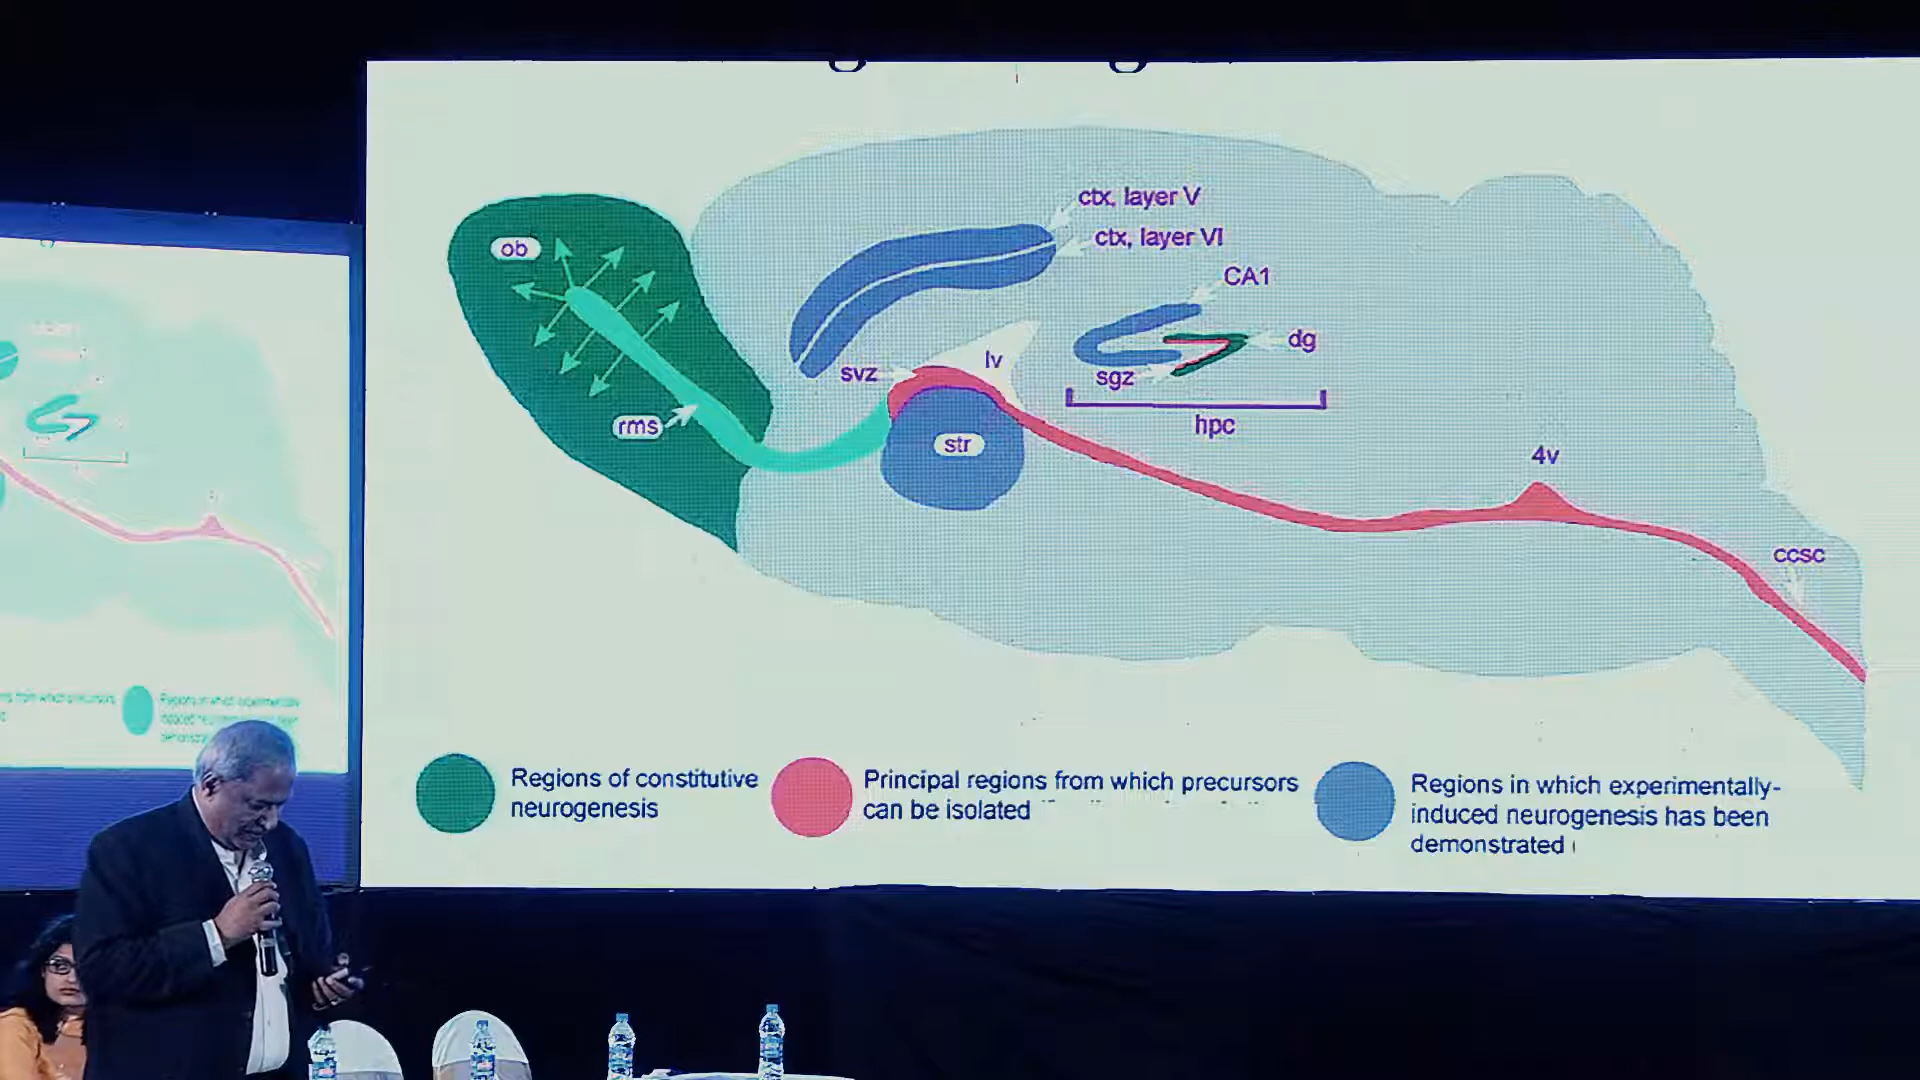 ctx, layer V
ctx, layer VI
ob
CA1
dg
lv
svz
sgz
rms
hpc
str
4v
ccsc
Regions of constitutive
neurogenesis
Principal regions from which precursors
can be isolated
Regions in which experimentally-
induced neurogenesis has been
demonstrated